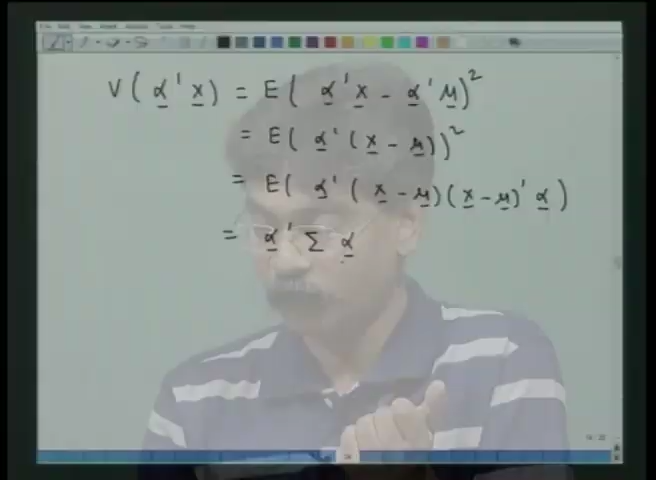 V( α' x ) = E( α' x - α' μ )²
= E( α' ( x - μ ))²
= E( α' ( x - μ )( x - μ )' α )
= α' Σ α